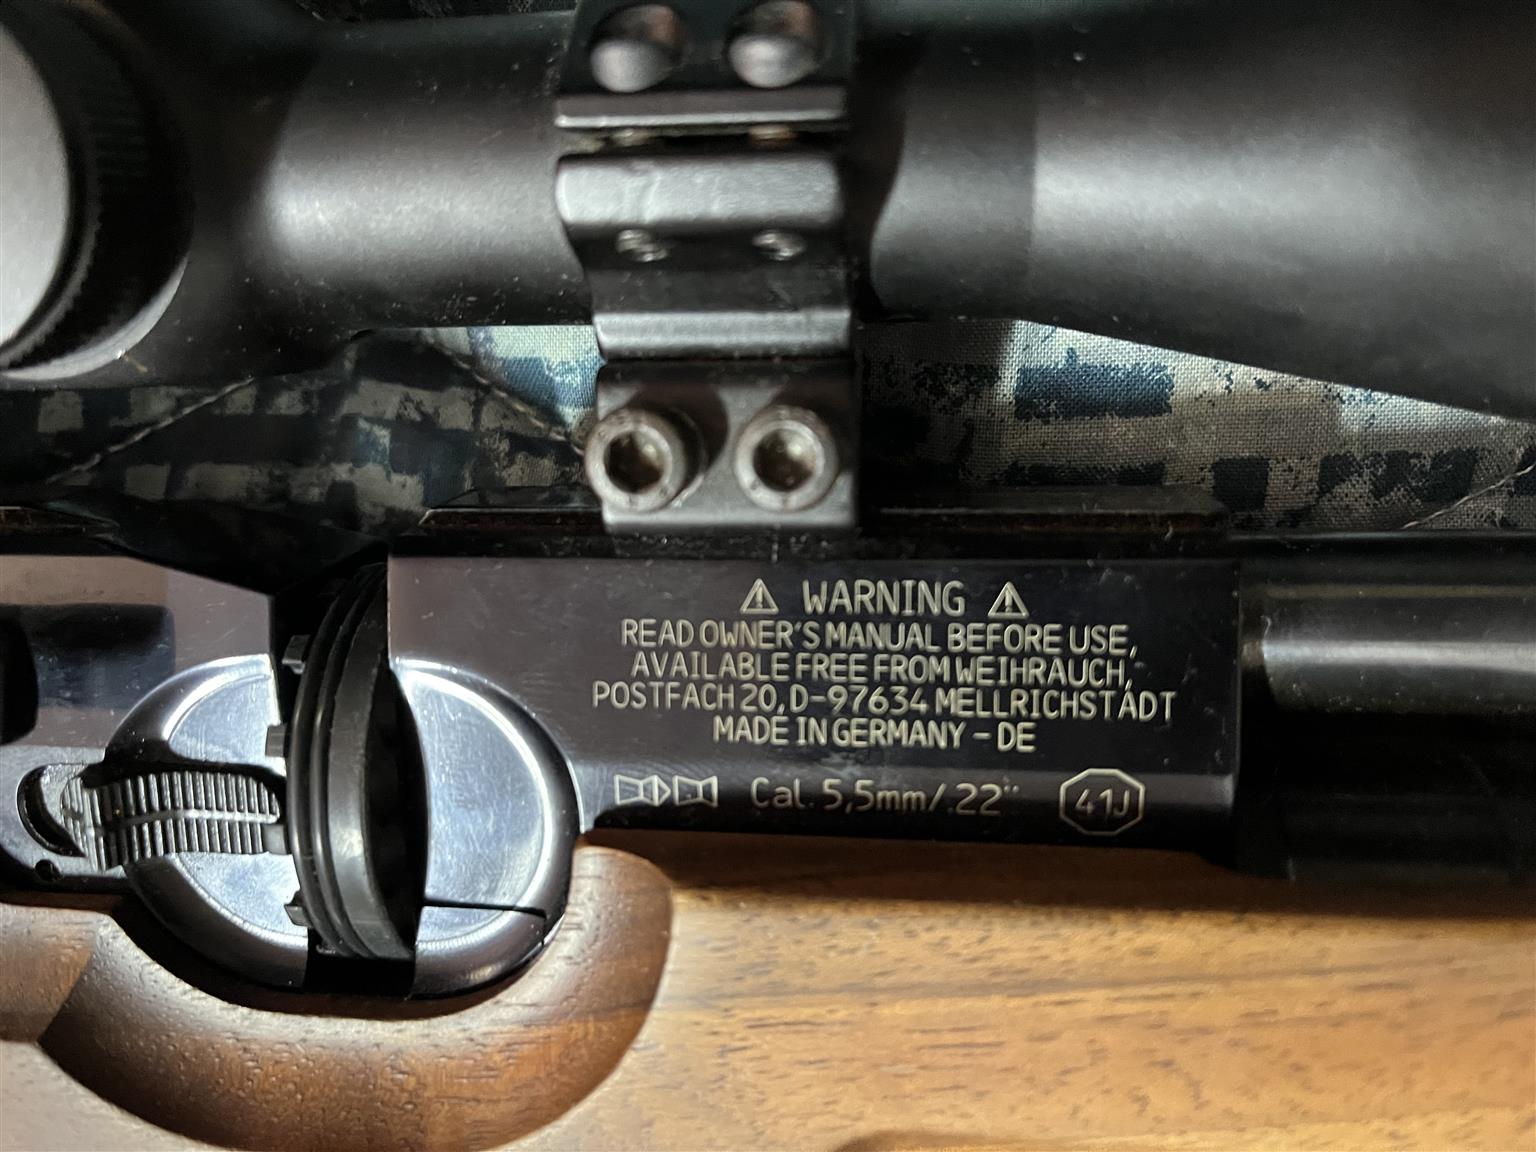 ⚠ WARNING ⚠
READ OWNER'S MANUAL BEFORE USE,
AVAILABLE FREE FROM WEIHRAUCH,
POSTFACH 20, D-97634 MELLRICHSTADT
MADE IN GERMANY - DE
Cal. 5,5mm/.22" 41J